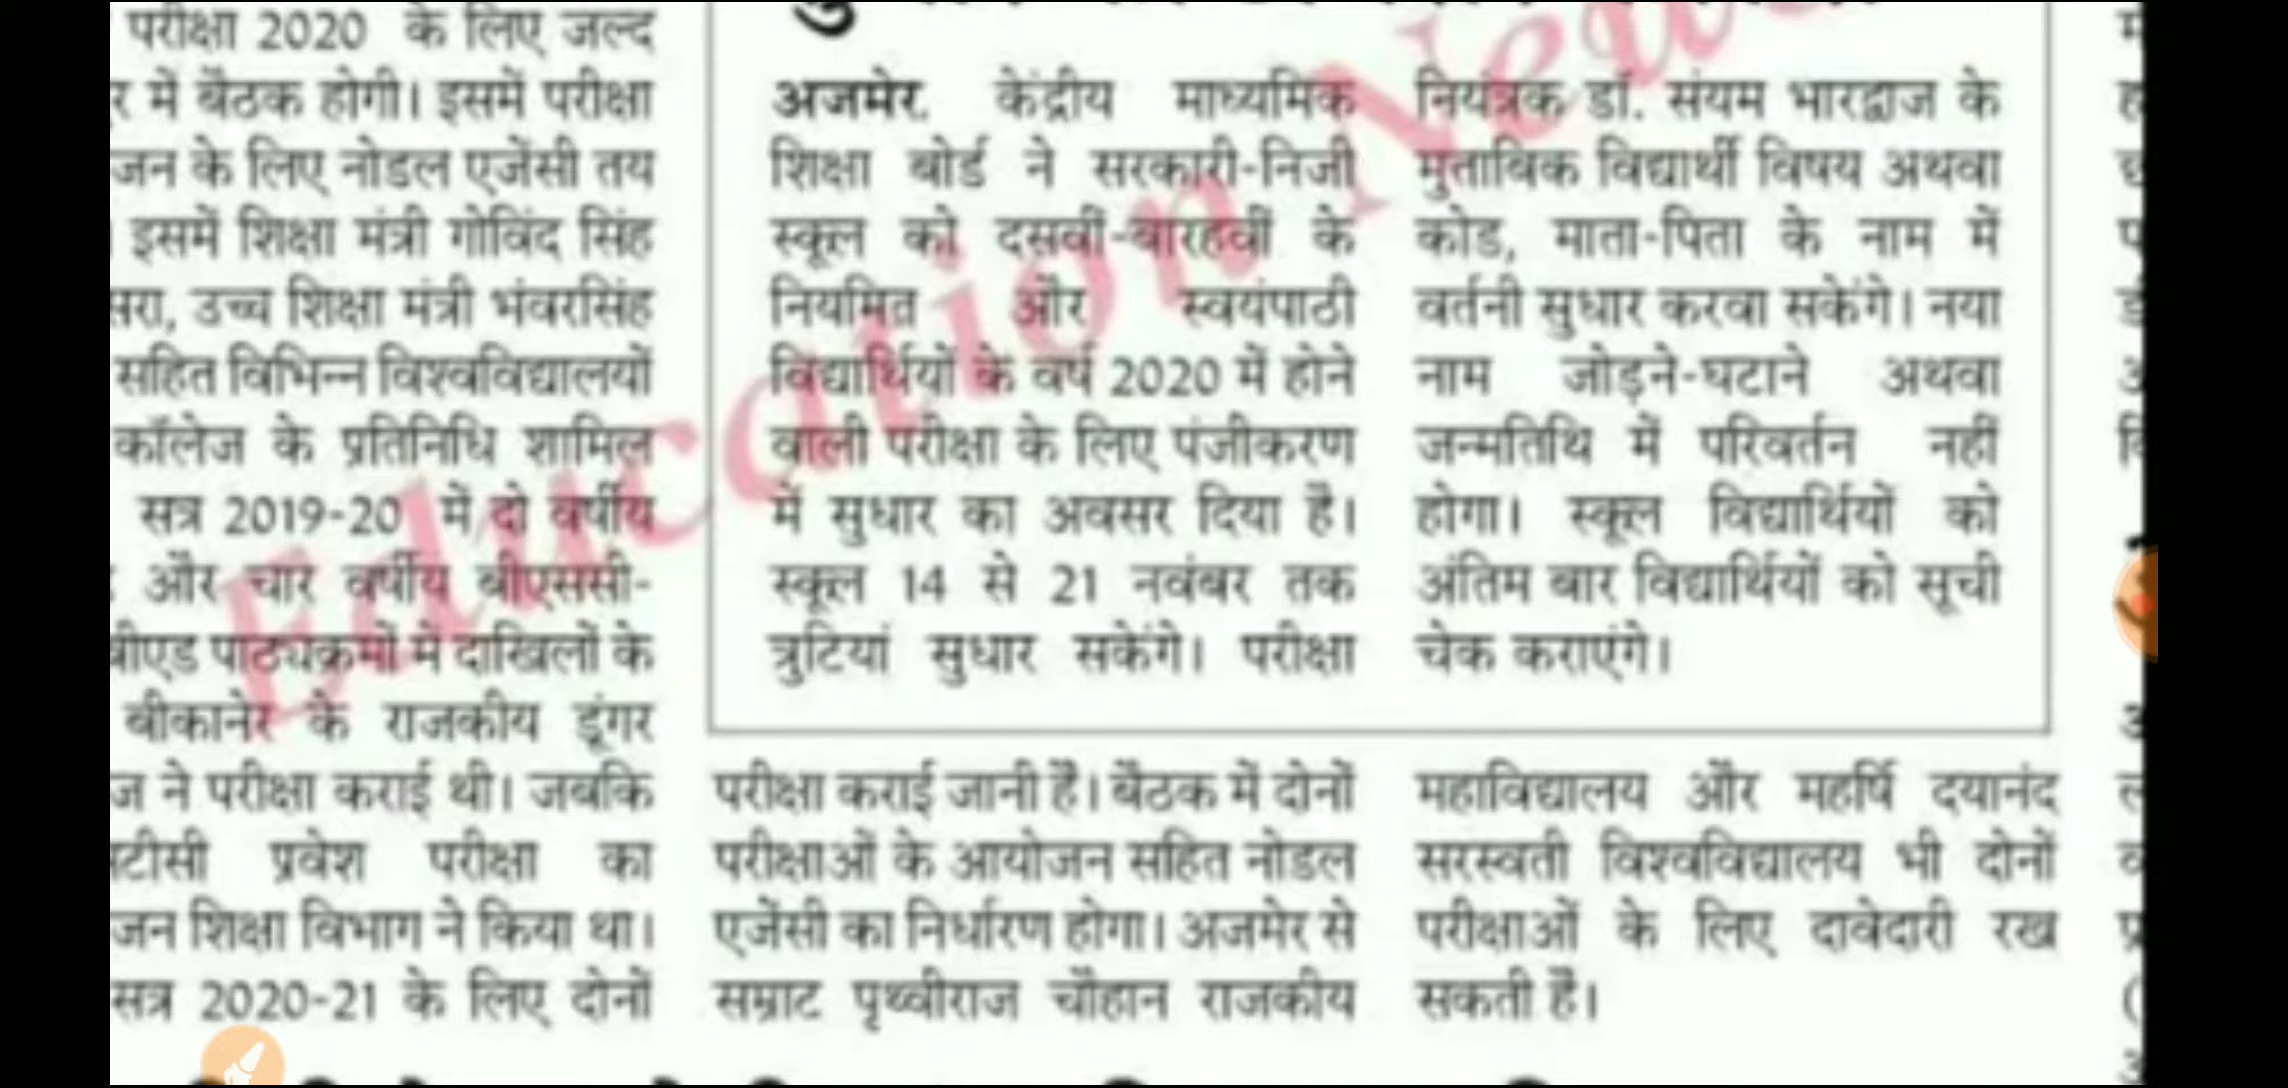 परीक्षा 2020 के लिए जल्द
में बैठक होगी। इसमें परीक्षा
जन के लिए नोडल एजेंसी तय
इसमें शिक्षा मंत्री गोविंद सिंह
सरा, उच्च शिक्षा मंत्री भंवरसिंह
सहित विभिन्न विश्वविद्यालयों
कॉलेज के प्रतिनिधि शामिल
सत्र 2019-20 में दो वर्षीय
और चार वर्षीय बीएससी-
बीएड पाठ्यक्रमों में दाखिलों के
बीकानेर के राजकीय डूंगर
ज ने परीक्षा कराई थी। जबकि
टीसी प्रवेश परीक्षा का
जन शिक्षा विभाग ने किया था।
सत्र 2020-21 के लिए दोनों
अजमेर. केंद्रीय माध्यमिक
शिक्षा बोर्ड ने सरकारी-निजी
स्कूल को दसवीं-बारहवीं के
नियमित और स्वयंपाठी
विद्यार्थियों के वर्ष 2020 में होने
वाली परीक्षा के लिए पंजीकरण
में सुधार का अवसर दिया है।
स्कूल 14 से 21 नवंबर तक
त्रुटियां सुधार सकेंगे। परीक्षा
नियंत्रक डॉ. संयम भारद्वाज के
मुताबिक विद्यार्थी विषय अथवा
कोड, माता-पिता के नाम में
वर्तनी सुधार करवा सकेंगे। नया
नाम जोड़ने-घटाने अथवा
जन्मतिथि में परिवर्तन नहीं
होगा। स्कूल विद्यार्थियों को
अंतिम बार विद्यार्थियों को सूची
चेक कराएंगे।
परीक्षा कराई जानी है। बैठक में दोनों
परीक्षाओं के आयोजन सहित नोडल
एजेंसी का निर्धारण होगा। अजमेर से
सम्राट पृथ्वीराज चौहान राजकीय
महाविद्यालय और महर्षि दयानंद
सरस्वती विश्वविद्यालय भी दोनों
परीक्षाओं के लिए दावेदारी रख
सकती है।
Education News